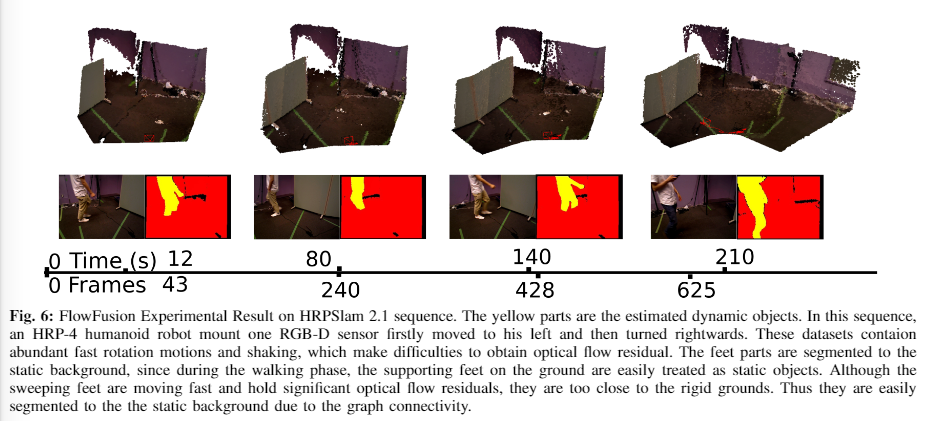 0 Time (s) 12 80 140 210
0 Frames 43 240 428 625
Fig. 6: FlowFusion Experimental Result on HRPSlam 2.1 sequence. The yellow parts are the estimated dynamic objects. In this sequence,
an HRP-4 humanoid robot mount one RGB-D sensor firstly moved to his left and then turned rightwards. These datasets contaion
abundant fast rotation motions and shaking, which make difficulties to obtain optical flow residual. The feet parts are segmented to the
static background, since during the walking phase, the supporting feet on the ground are easily treated as static objects. Although the
sweeping feet are moving fast and hold significant optical flow residuals, they are too close to the rigid grounds. Thus they are easily
segmented to the the static background due to the graph connectivity.